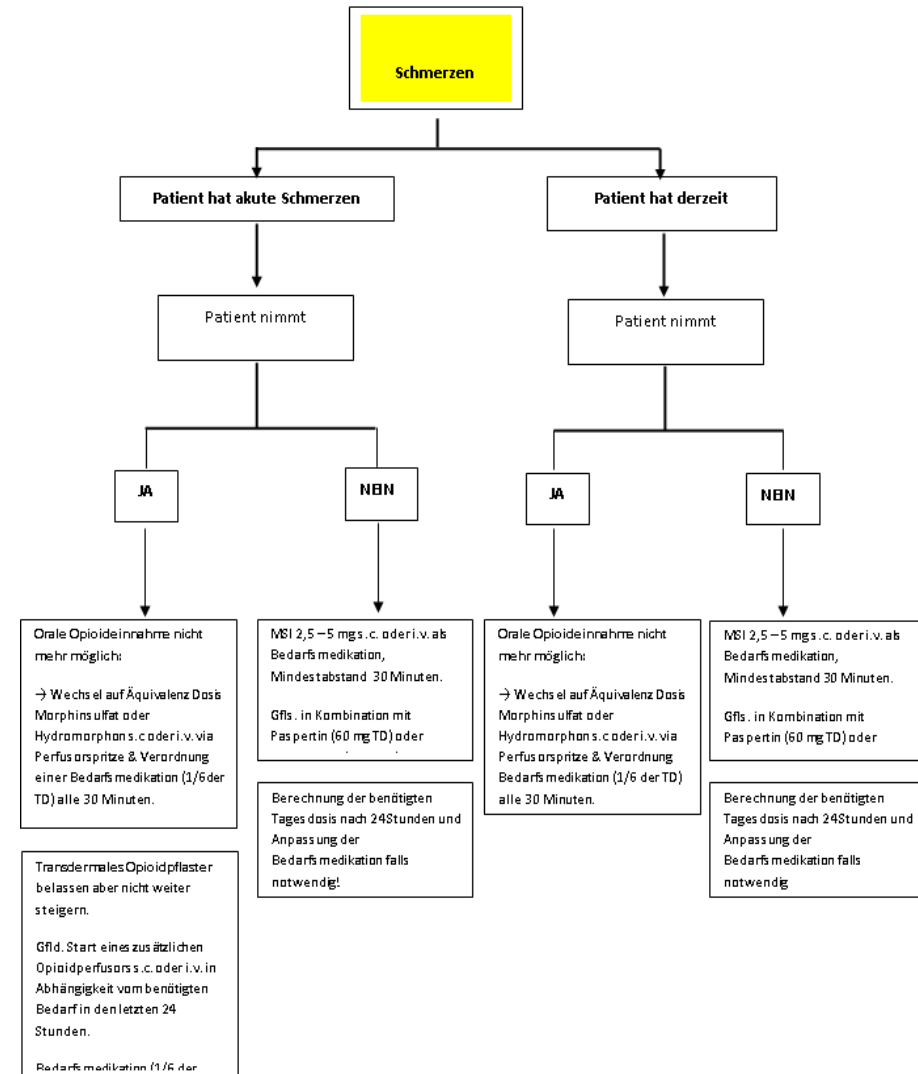 Schmerzen
Patient hat akute Schmerzen
Patient hat derzeit
Patient nimmt
Patient nimmt
JA
NEIN
JA
NEIN
Orale Opioideinnahme nicht
mehr möglich:
→ Wechsel auf Äquivalenz Dosis
Morphinsulfat oder
Hydromorphon s.c. oder i.v. via
Perfusorspritze & Verordnung
einer Bedarfsmedikation (1/6 der
TD) alle 30 Minuten.
Transdermales Opioidpflaster
belassen aber nicht weiter
steigern.
Gfld. Start eines zusätzlichen
Opioidperfusors s.c. oder i.v. in
Abhängigkeit vom benötigten
Bedarf in den letzten 24
Stunden.
Bedarfsmedikation (1/6 der
MSI 2,5 – 5 mg s.c. oder i.v. als
Bedarfsmedikation,
Mindestabstand 30 Minuten.
Gfls. in Kombination mit
Paspertin (60 mg TD) oder
Berechnung der benötigten
Tagesdosis nach 24 Stunden und
Anpassung der
Bedarfsmedikation falls
notwendig!
Orale Opioideinnahme nicht
mehr möglich:
→ Wechsel auf Äquivalenz Dosis
Morphinsulfat oder
Hydromorphon s.c. oder i.v. via
Perfusorspritze & Verordnung
Bedarfsmedikation (1/6 der TD)
alle 30 Minuten.
MSI 2,5 – 5 mg s.c. oder i.v. als
Bedarfsmedikation,
Mindestabstand 30 Minuten.
Gfls. in Kombination mit
Paspertin (60 mg TD) oder
Berechnung der benötigten
Tagesdosis nach 24 Stunden und
Anpassung der
Bedarfsmedikation falls
notwendig